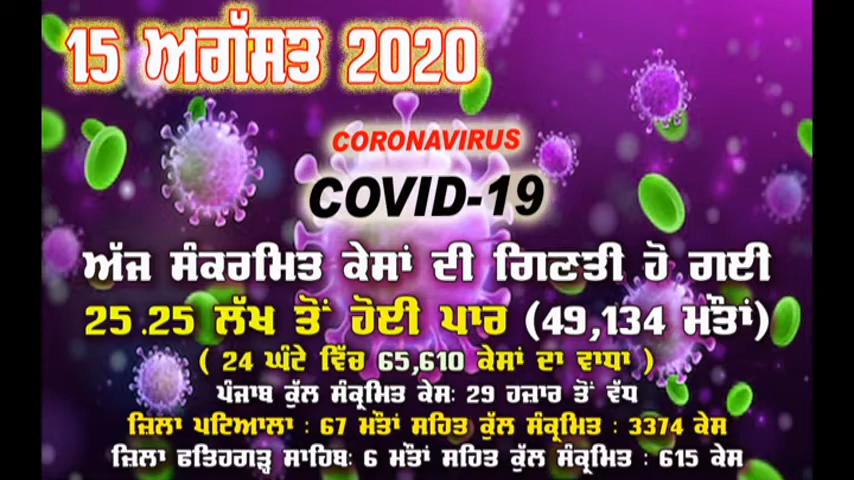 15 ਅਗੱਸਤ 2020
CORONAVIRUS
COVID-19
ਅੱਜ ਸੰਕਰਮਿਤ ਕੇਸਾਂ ਦੀ ਗਿਣਤੀ ਹੋ ਗਈ
25.25 ਲੱਖ ਤੋਂ ਹੋਈ ਪਾਰ (49,134 ਮੌਤਾਂ)
( 24 ਘੰਟੇ ਵਿੱਚ 65,610 ਕੇਸਾਂ ਦਾ ਵਾਧਾ )
ਪੰਜਾਬ ਕੁੱਲ ਸੰਕ੍ਰਮਿਤ ਕੇਸ: 29 ਹਜ਼ਾਰ ਤੋਂ ਵੱਧ
ਜ਼ਿਲਾ ਪਟਿਆਲਾ : 67 ਮੌਤਾਂ ਸਹਿਤ ਕੁੱਲ ਸੰਕ੍ਰਮਿਤ : 3374 ਕੇਸ
ਜ਼ਿਲਾ ਫਤਿਹਗੜ੍ਹ ਸਾਹਿਬ: 6 ਮੌਤਾਂ ਸਹਿਤ ਕੁੱਲ ਸੰਕ੍ਰਮਿਤ : 615 ਕੇਸ